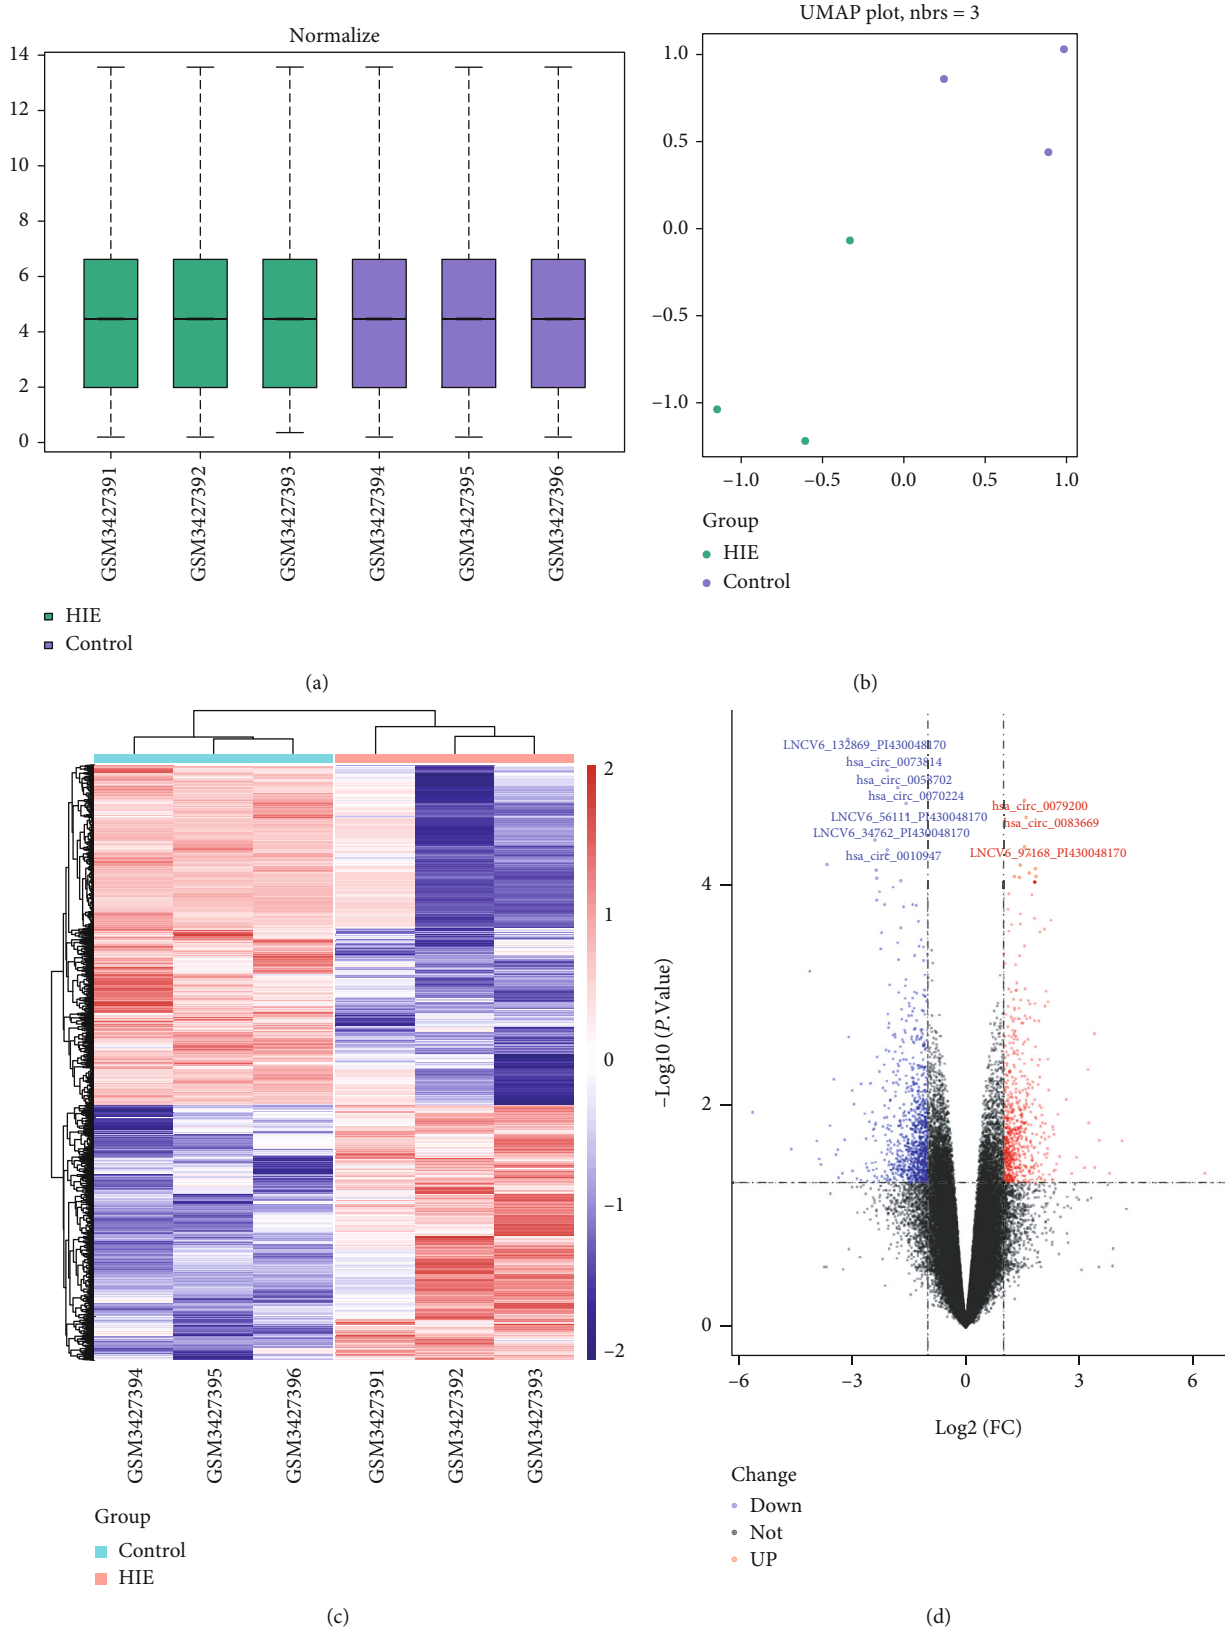 Normalize
14
12
10
8
6
4
2
0
GSM3427391
GSM3427392
GSM3427393
GSM3427394
GSM3427395
GSM3427396
HIE
Control
(a)
UMAP plot, nbrs = 3
1.0
0.5
0.0
−0.5
−1.0
−1.0
−0.5
0.0
0.5
1.0
Group
HIE
Control
(b)
2
1
0
−1
−2
GSM3427394
GSM3427395
GSM3427396
GSM3427391
GSM3427392
GSM3427393
Group
Control
HIE
(c)
LNCV6_132869_PI430048170
hsa_circ_0073814
hsa_circ_0058702
hsa_circ_0070224
LNCV6_56111_PI430048170
LNCV6_34762_PI430048170
hsa_circ_0010947
hsa_circ_0079200
hsa_circ_0083669
LNCV6_97168_PI430048170
−Log10 (P.Value)
4
2
0
−6
−3
0
3
6
Log2 (FC)
Change
Down
Not
UP
(d)